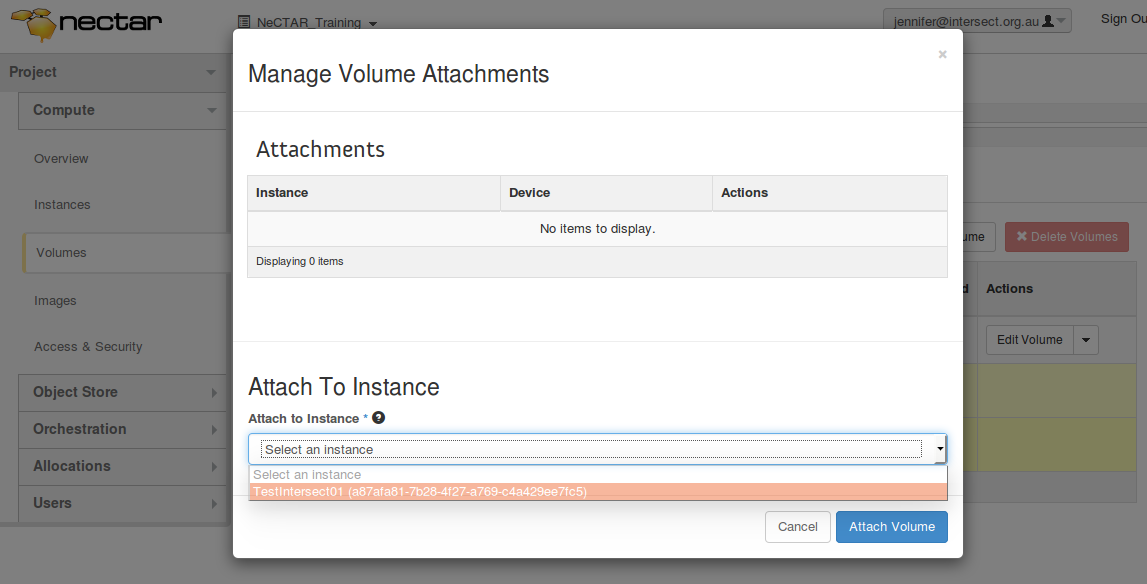 nectar
NeCTAR_Training
jennifer@intersect.org.au
Sign Ou
Project
Compute
Overview
Instances
Volumes
Images
Access & Security
Object Store
Orchestration
Allocations
Users
Manage Volume Attachments
×
Attachments
Instance Device Actions
No items to display.
Displaying 0 items
Attach To Instance
Attach to Instance * ?
Select an instance
Select an instance
TestIntersect01 (a87afa81-7b28-4f27-a769-c4a429ee7fc5)
Cancel Attach Volume
ume
Delete Volumes
d
Actions
Edit Volume